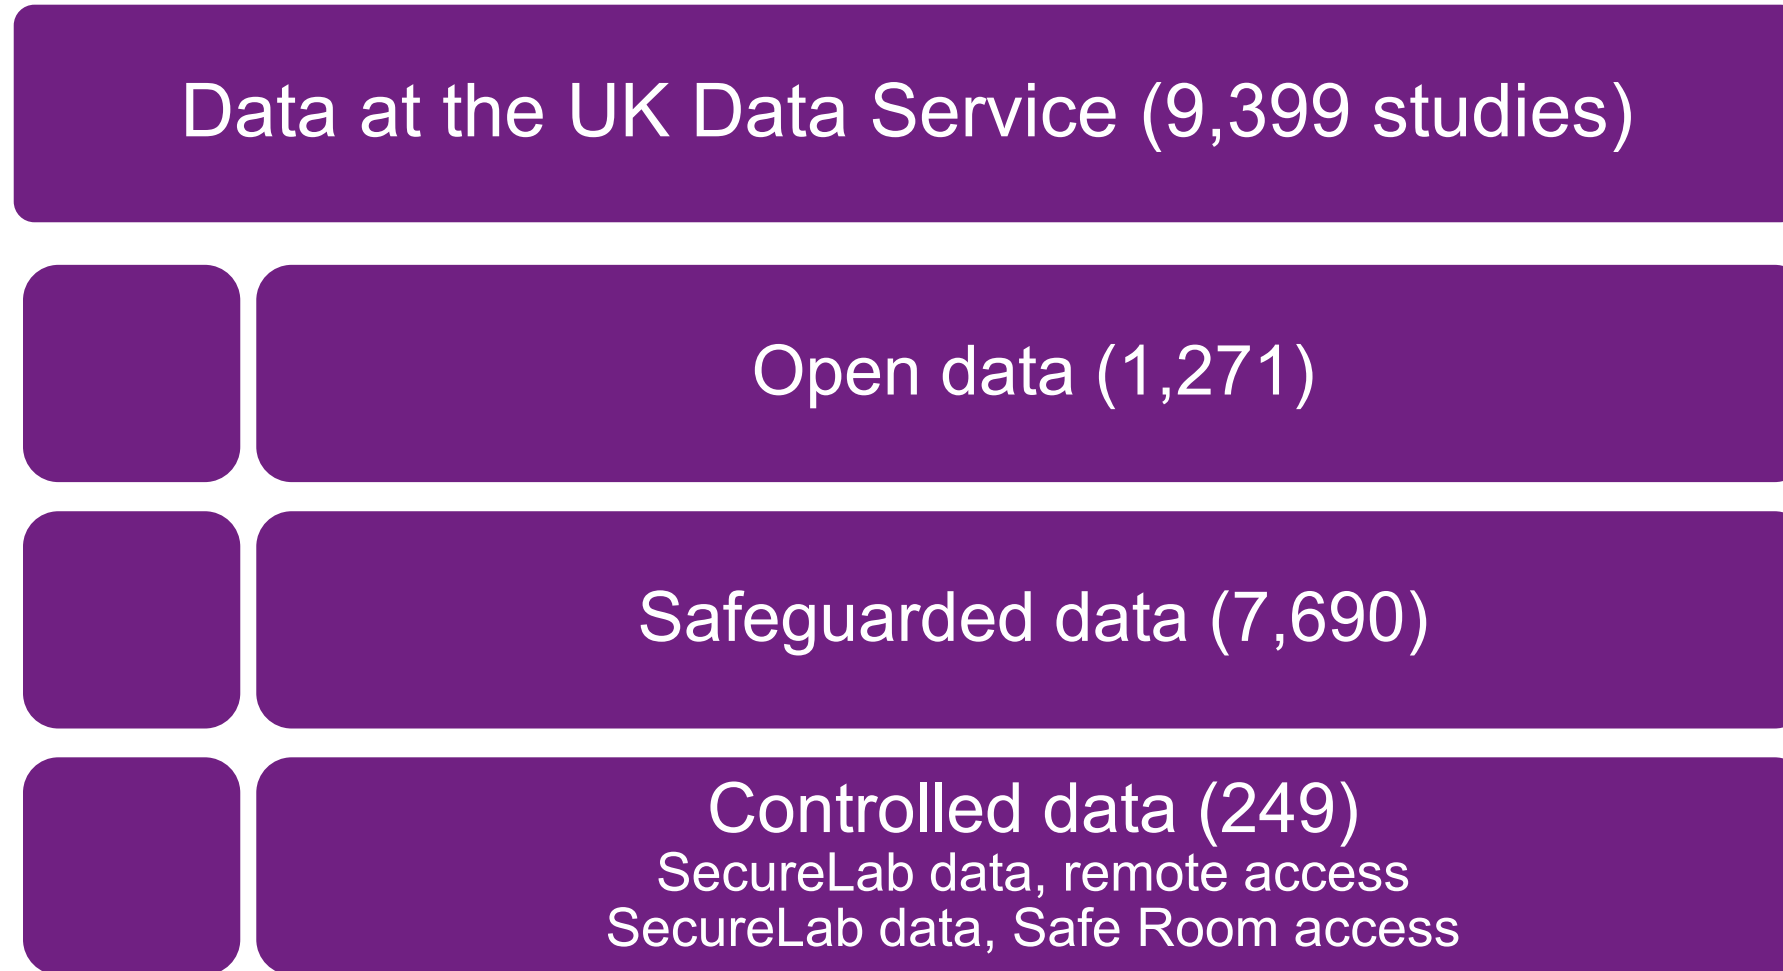 Data at the UK Data Service (9,399 studies)
Open data (1,271)
Safeguarded data (7,690)
Controlled data (249)
SecureLab data, remote access
SecureLab data, Safe Room access